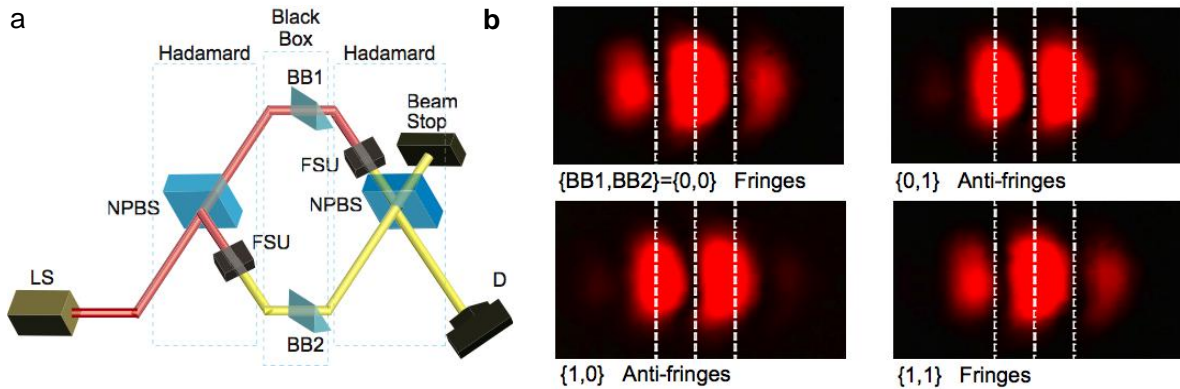 a
Black
Box
Hadamard
Hadamard
BB1
Beam
Stop
FSU
NPBS
NPBS
FSU
LS
D
BB2
b
{BB1,BB2}={0,0} Fringes
{0,1} Anti-fringes
{1,0} Anti-fringes
{1,1} Fringes